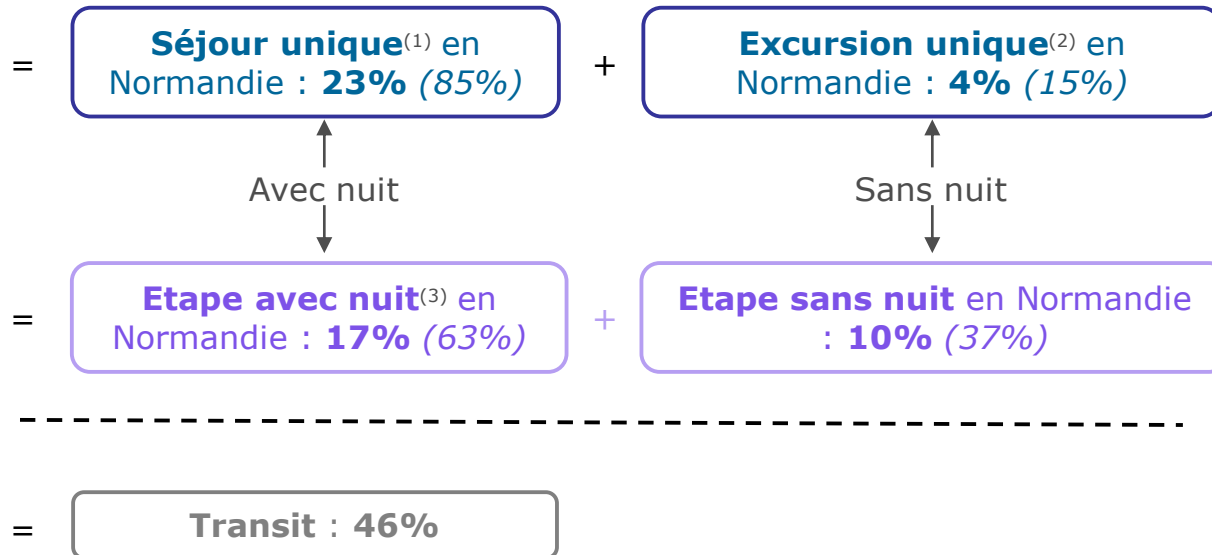 = Séjour unique(1) en + Excursion unique(2) en
Normandie : 23% (85%) Normandie : 4% (15%)
Avec nuit Sans nuit
= Etape avec nuit(3) en + Etape sans nuit en Normandie
Normandie : 17% (63%) : 10% (37%)
= Transit : 46%